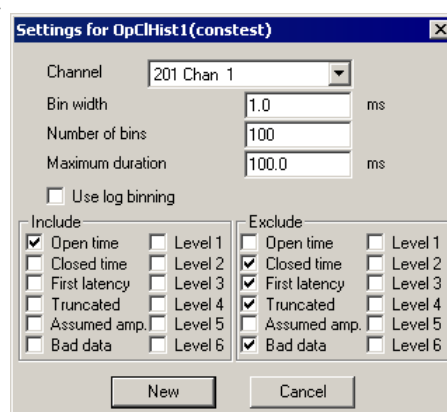 Settings for OpClHist1(constest)
Channel 201 Chan 1
Bin width 1.0 ms
Number of bins 100
Maximum duration 100.0 ms
Use log binning
Include Exclude
Open time Level 1 Open time Level 1
Closed time Level 2 Closed time Level 2
First latency Level 3 First latency Level 3
Truncated Level 4 Truncated Level 4
Assumed amp. Level 5 Assumed amp. Level 5
Bad data Level 6 Bad data Level 6
New Cancel